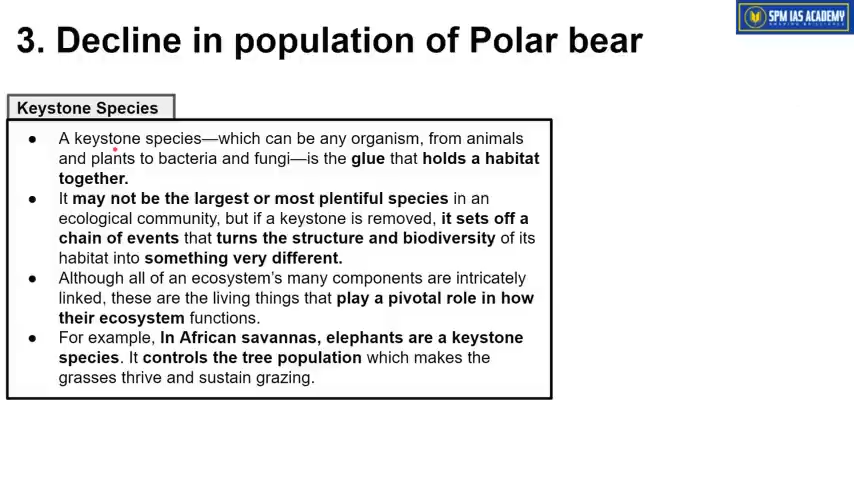 SPM IAS ACADEMY
3. Decline in population of Polar bear
Keystone Species
● A keystone species—which can be any organism, from animals
and plants to bacteria and fungi—is the glue that holds a habitat
together.
● It may not be the largest or most plentiful species in an
ecological community, but if a keystone is removed, it sets off a
chain of events that turns the structure and biodiversity of its
habitat into something very different.
● Although all of an ecosystem's many components are intricately
linked, these are the living things that play a pivotal role in how
their ecosystem functions.
● For example, In African savannas, elephants are a keystone
species. It controls the tree population which makes the
grasses thrive and sustain grazing.